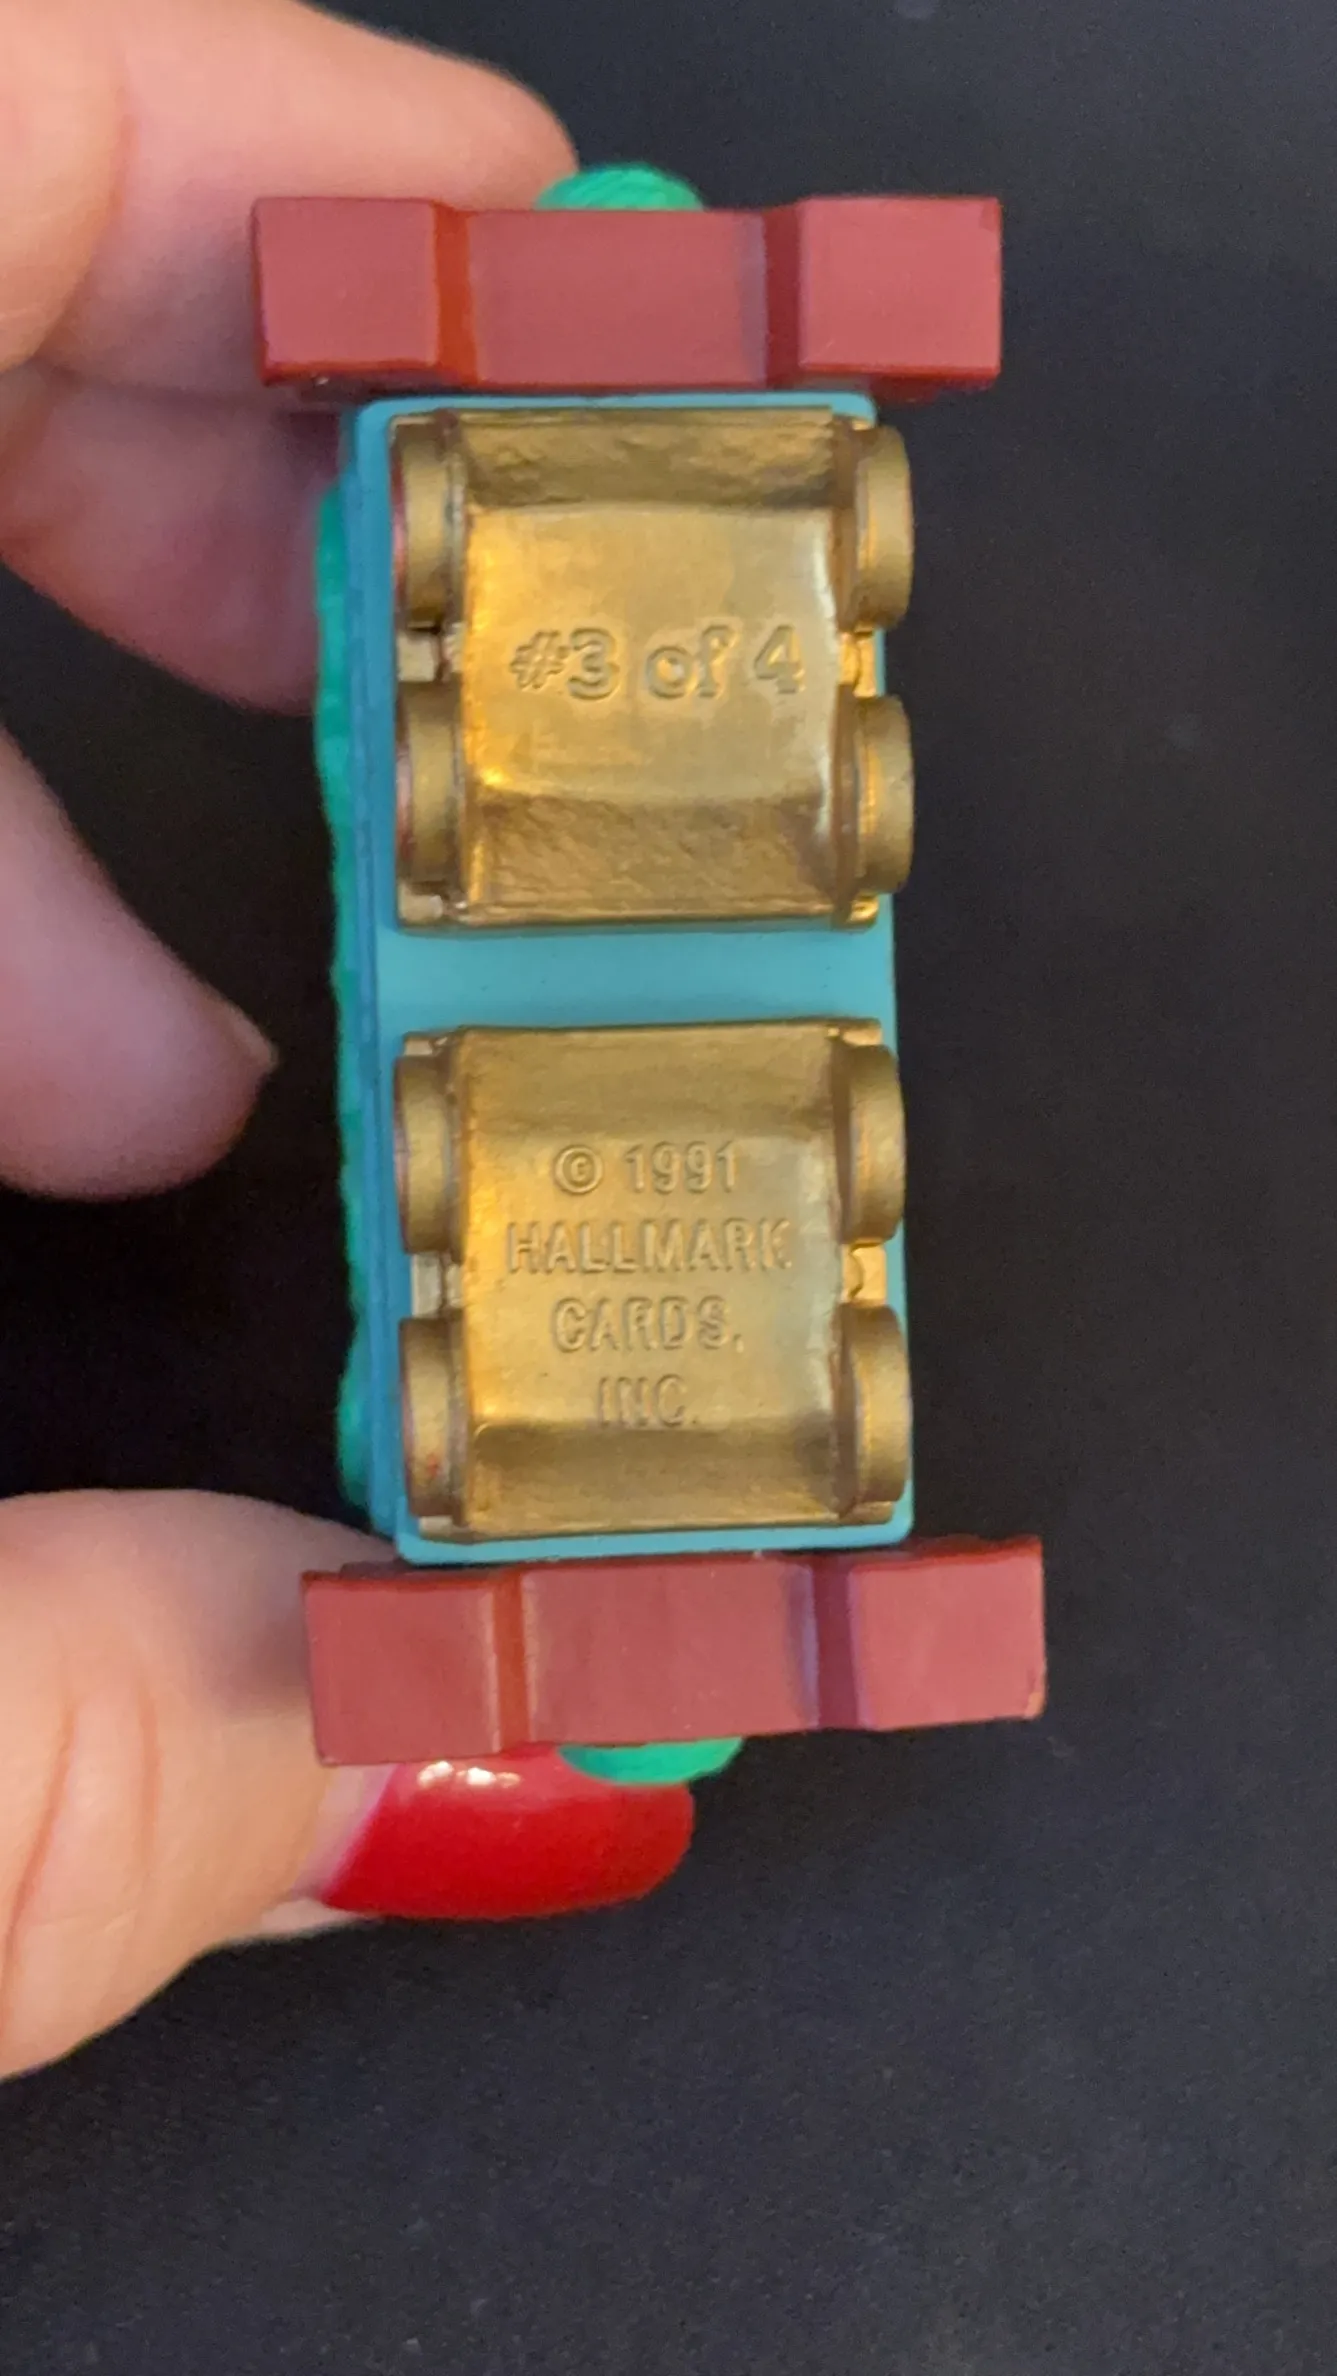 #3 of 4
© 1991
HALLMARK
CARDS,
INC.